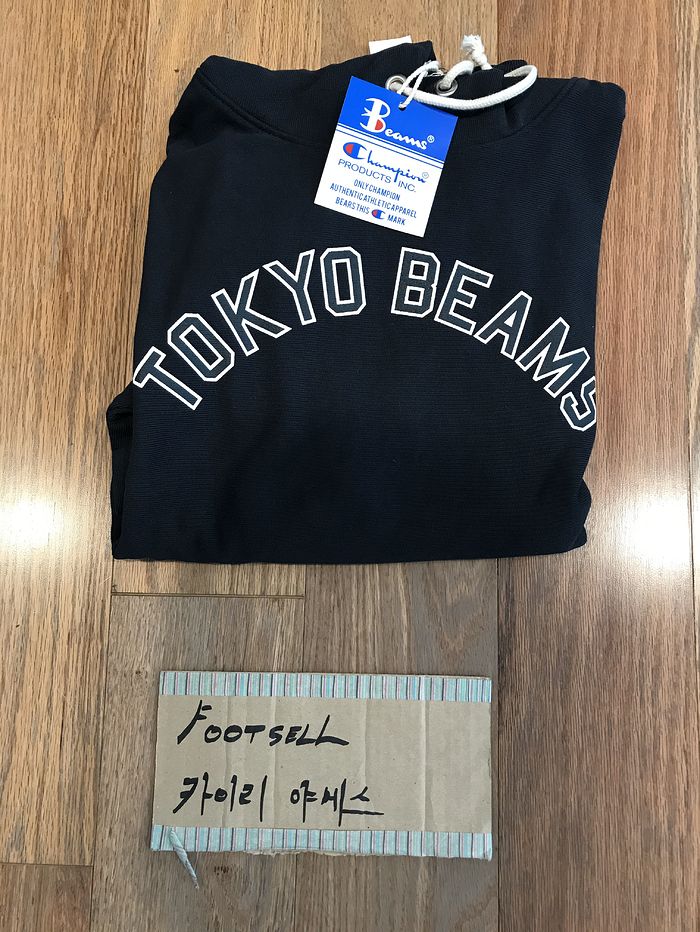 Beams®
Champion®
PRODUCTS INC.
ONLY CHAMPION
AUTHENTIC ATHLETIC APPAREL
BEARS THIS C MARK
TOKYO BEAMS
FOOTSELL
카이리 야베스